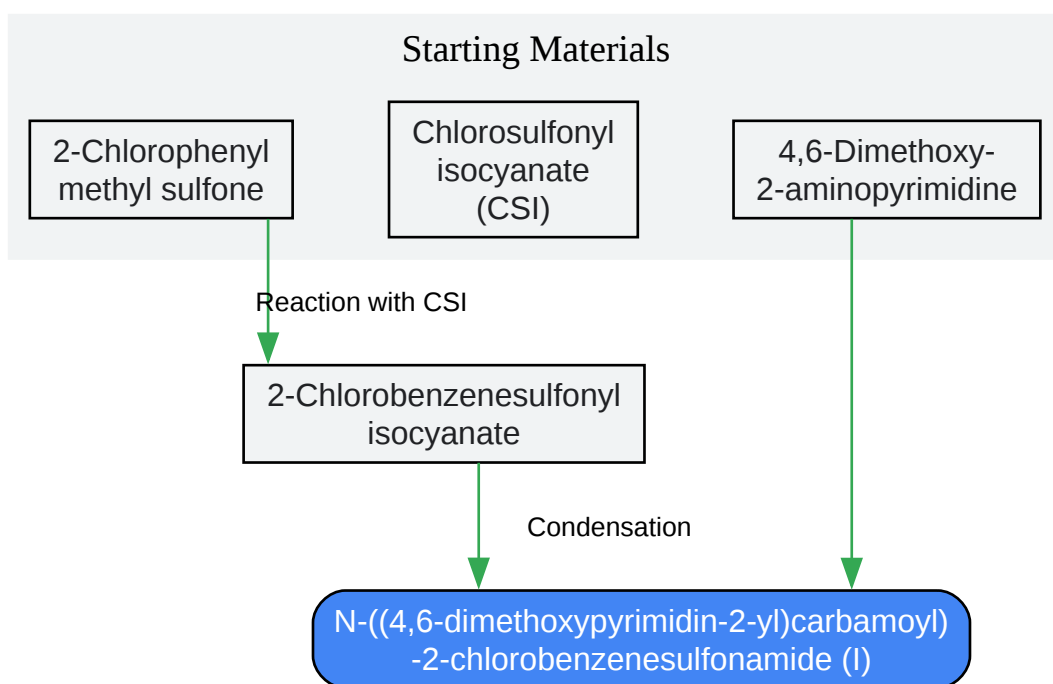 Starting Materials
2-Chlorophenyl
methyl sulfone
Chlorosulfonyl
isocyanate
(CSI)
4,6-Dimethoxy-
2-aminopyrimidine
Reaction with CSI
2-Chlorobenzenesulfonyl
isocyanate
Condensation
N-((4,6-dimethoxypyrimidin-2-yl)carbamoyl)
-2-chlorobenzenesulfonamide (I)